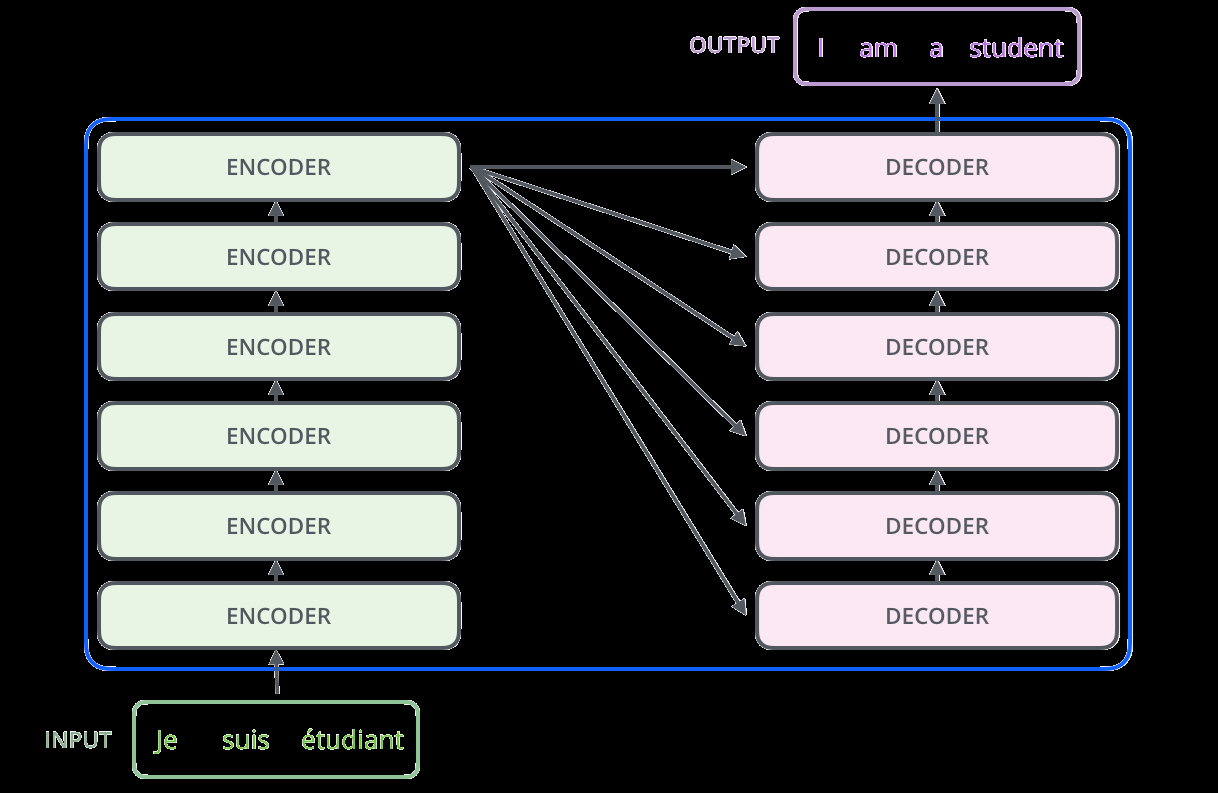 OUTPUT
I am a student
ENCODER
DECODER
ENCODER
DECODER
ENCODER
DECODER
ENCODER
DECODER
ENCODER
DECODER
ENCODER
DECODER
INPUT
Je suis étudiant